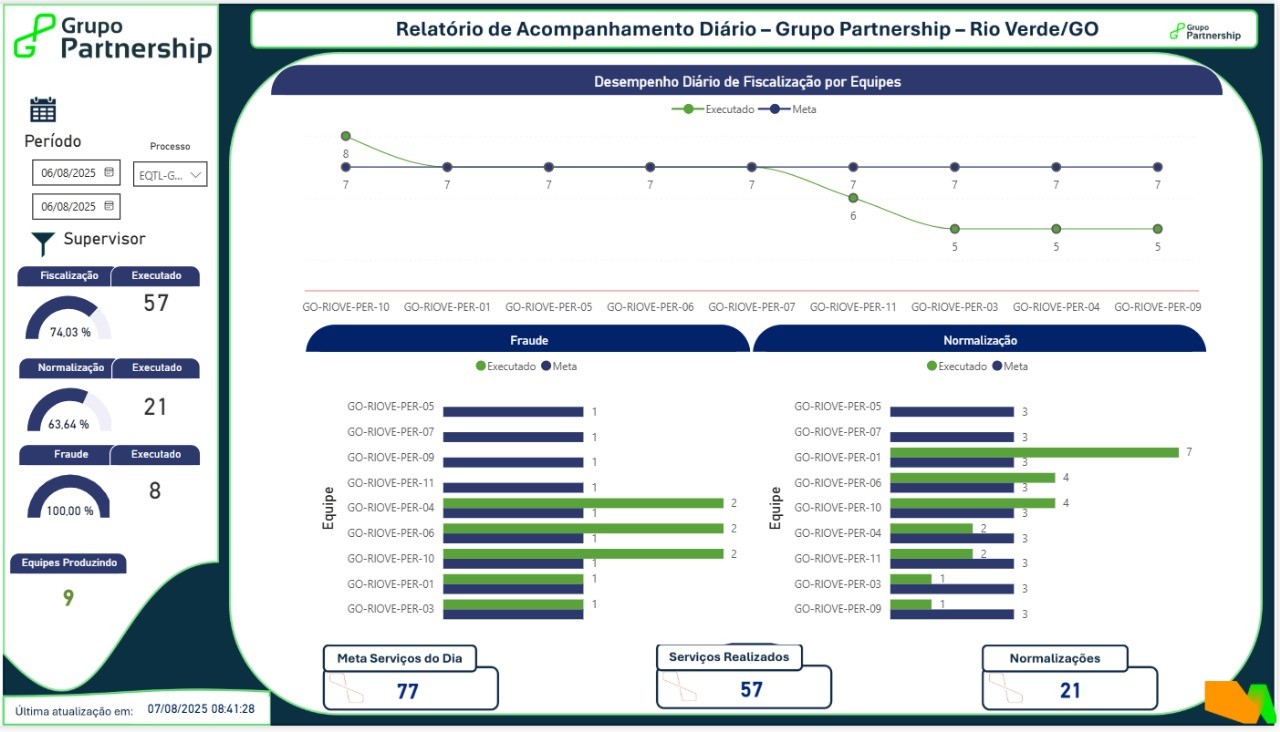 Grupo
Partnership
Relatório de Acompanhamento Diário – Grupo Partnership – Rio Verde/GO
Grupo
Partnership
Período
Processo
06/08/2025
EQTL-G...
06/08/2025
Supervisor
Fiscalização
Executado
57
74,03 %
Normalização
Executado
21
63,64 %
Fraude
Executado
8
100,00 %
Equipes Produzindo
9
Última atualização em:
07/08/2025 08:41:28
Desempenho Diário de Fiscalização por Equipes
Executado Meta
8
7 7 7 7 7 7 7 7 7
6
5 5 5
GO-RIOVE-PER-10 GO-RIOVE-PER-01 GO-RIOVE-PER-05 GO-RIOVE-PER-06 GO-RIOVE-PER-07 GO-RIOVE-PER-11 GO-RIOVE-PER-03 GO-RIOVE-PER-04 GO-RIOVE-PER-09
Fraude
Executado Meta
Equipe
GO-RIOVE-PER-05 1
GO-RIOVE-PER-07 1
GO-RIOVE-PER-09 1
GO-RIOVE-PER-11 1
GO-RIOVE-PER-04 2
1
GO-RIOVE-PER-06 2
1
GO-RIOVE-PER-10 2
1
GO-RIOVE-PER-01 1
GO-RIOVE-PER-03 1
Normalização
Executado Meta
Equipe
GO-RIOVE-PER-05 3
GO-RIOVE-PER-07 3
GO-RIOVE-PER-01 7
3
GO-RIOVE-PER-06 4
3
GO-RIOVE-PER-10 4
3
GO-RIOVE-PER-04 2
3
GO-RIOVE-PER-11 2
3
GO-RIOVE-PER-03 1
3
GO-RIOVE-PER-09 1
3
Meta Serviços do Dia
77
Serviços Realizados
57
Normalizações
21